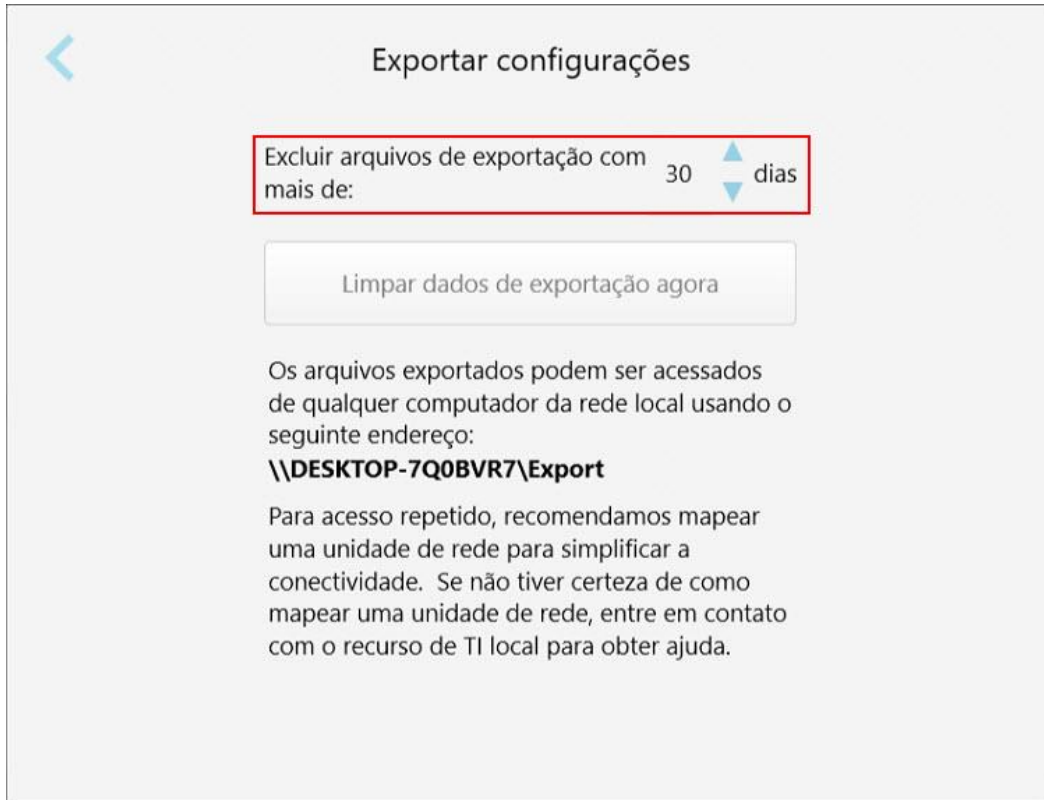 Exportar configurações
Excluir arquivos de exportação com
mais de:
30
dias
Limpar dados de exportação agora
Os arquivos exportados podem ser acessados
de qualquer computador da rede local usando o
seguinte endereço:
\\DESKTOP-7Q0BVR7\Export
Para acesso repetido, recomendamos mapear
uma unidade de rede para simplificar a
conectividade.  Se não tiver certeza de como
mapear uma unidade de rede, entre em contato
com o recurso de TI local para obter ajuda.